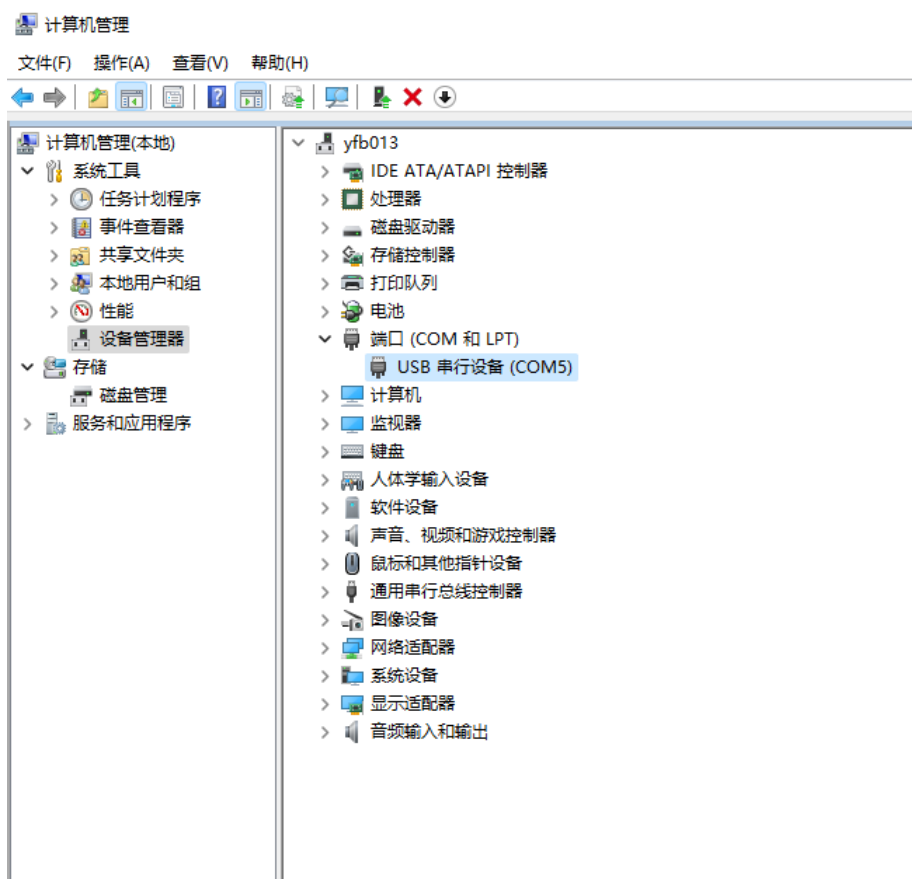 计算机管理
文件(F) 操作(A) 查看(V) 帮助(H)
计算机管理(本地)
系统工具
任务计划程序
事件查看器
共享文件夹
本地用户和组
性能
设备管理器
存储
磁盘管理
服务和应用程序
yfb013
IDE ATA/ATAPI 控制器
处理器
磁盘驱动器
存储控制器
打印队列
电池
端口 (COM 和 LPT)
USB 串行设备 (COM5)
计算机
监视器
键盘
人体学输入设备
软件设备
声音、视频和游戏控制器
鼠标和其他指针设备
通用串行总线控制器
图像设备
网络适配器
系统设备
显示适配器
音频输入和输出